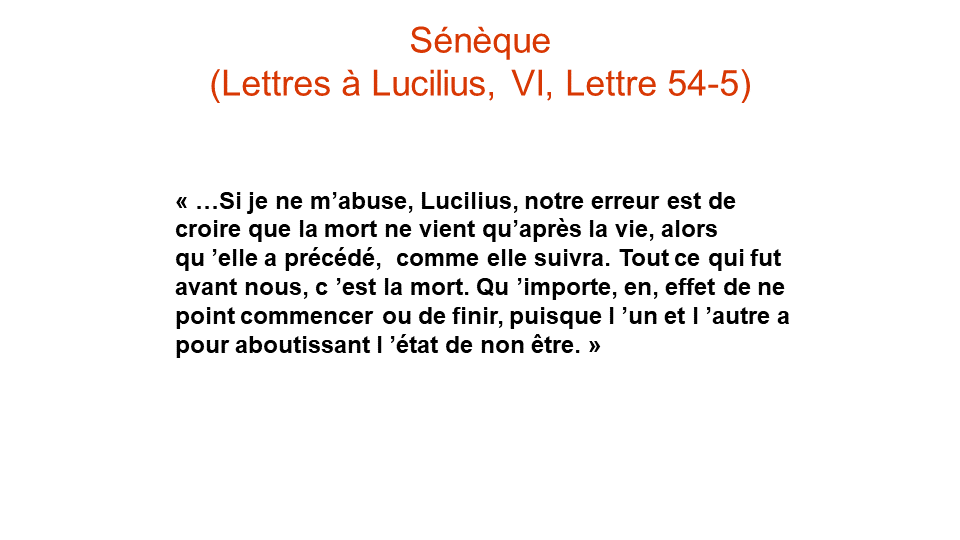 Sénèque
(Lettres à Lucilius, VI, Lettre 54-5)
« …Si je ne m’abuse, Lucilius, notre erreur est de
croire que la mort ne vient qu’après la vie, alors
qu ’elle a précédé, comme elle suivra. Tout ce qui fut
avant nous, c ’est la mort. Qu ’importe, en, effet de ne
point commencer ou de finir, puisque l ’un et l ’autre a
pour aboutissant l ’état de non être. »